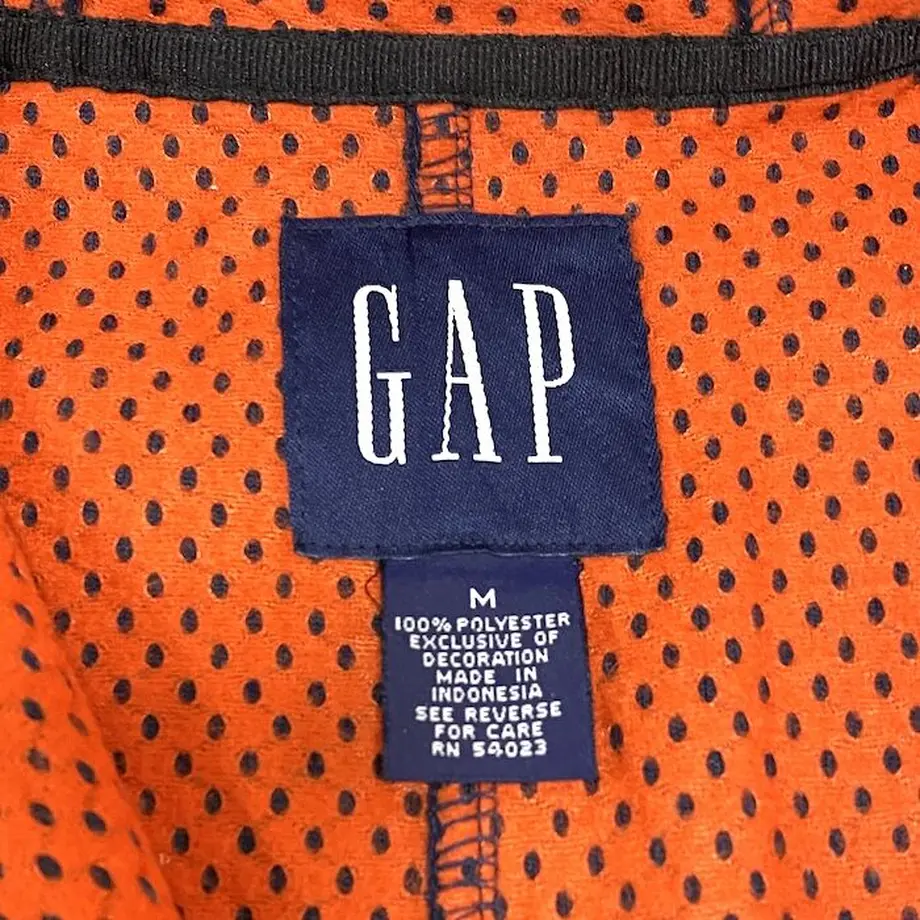 GAP
M
100% POLYESTER
EXCLUSIVE OF
DECORATION
MADE IN
INDONESIA
SEE REVERSE
FOR CARE
RN 54023